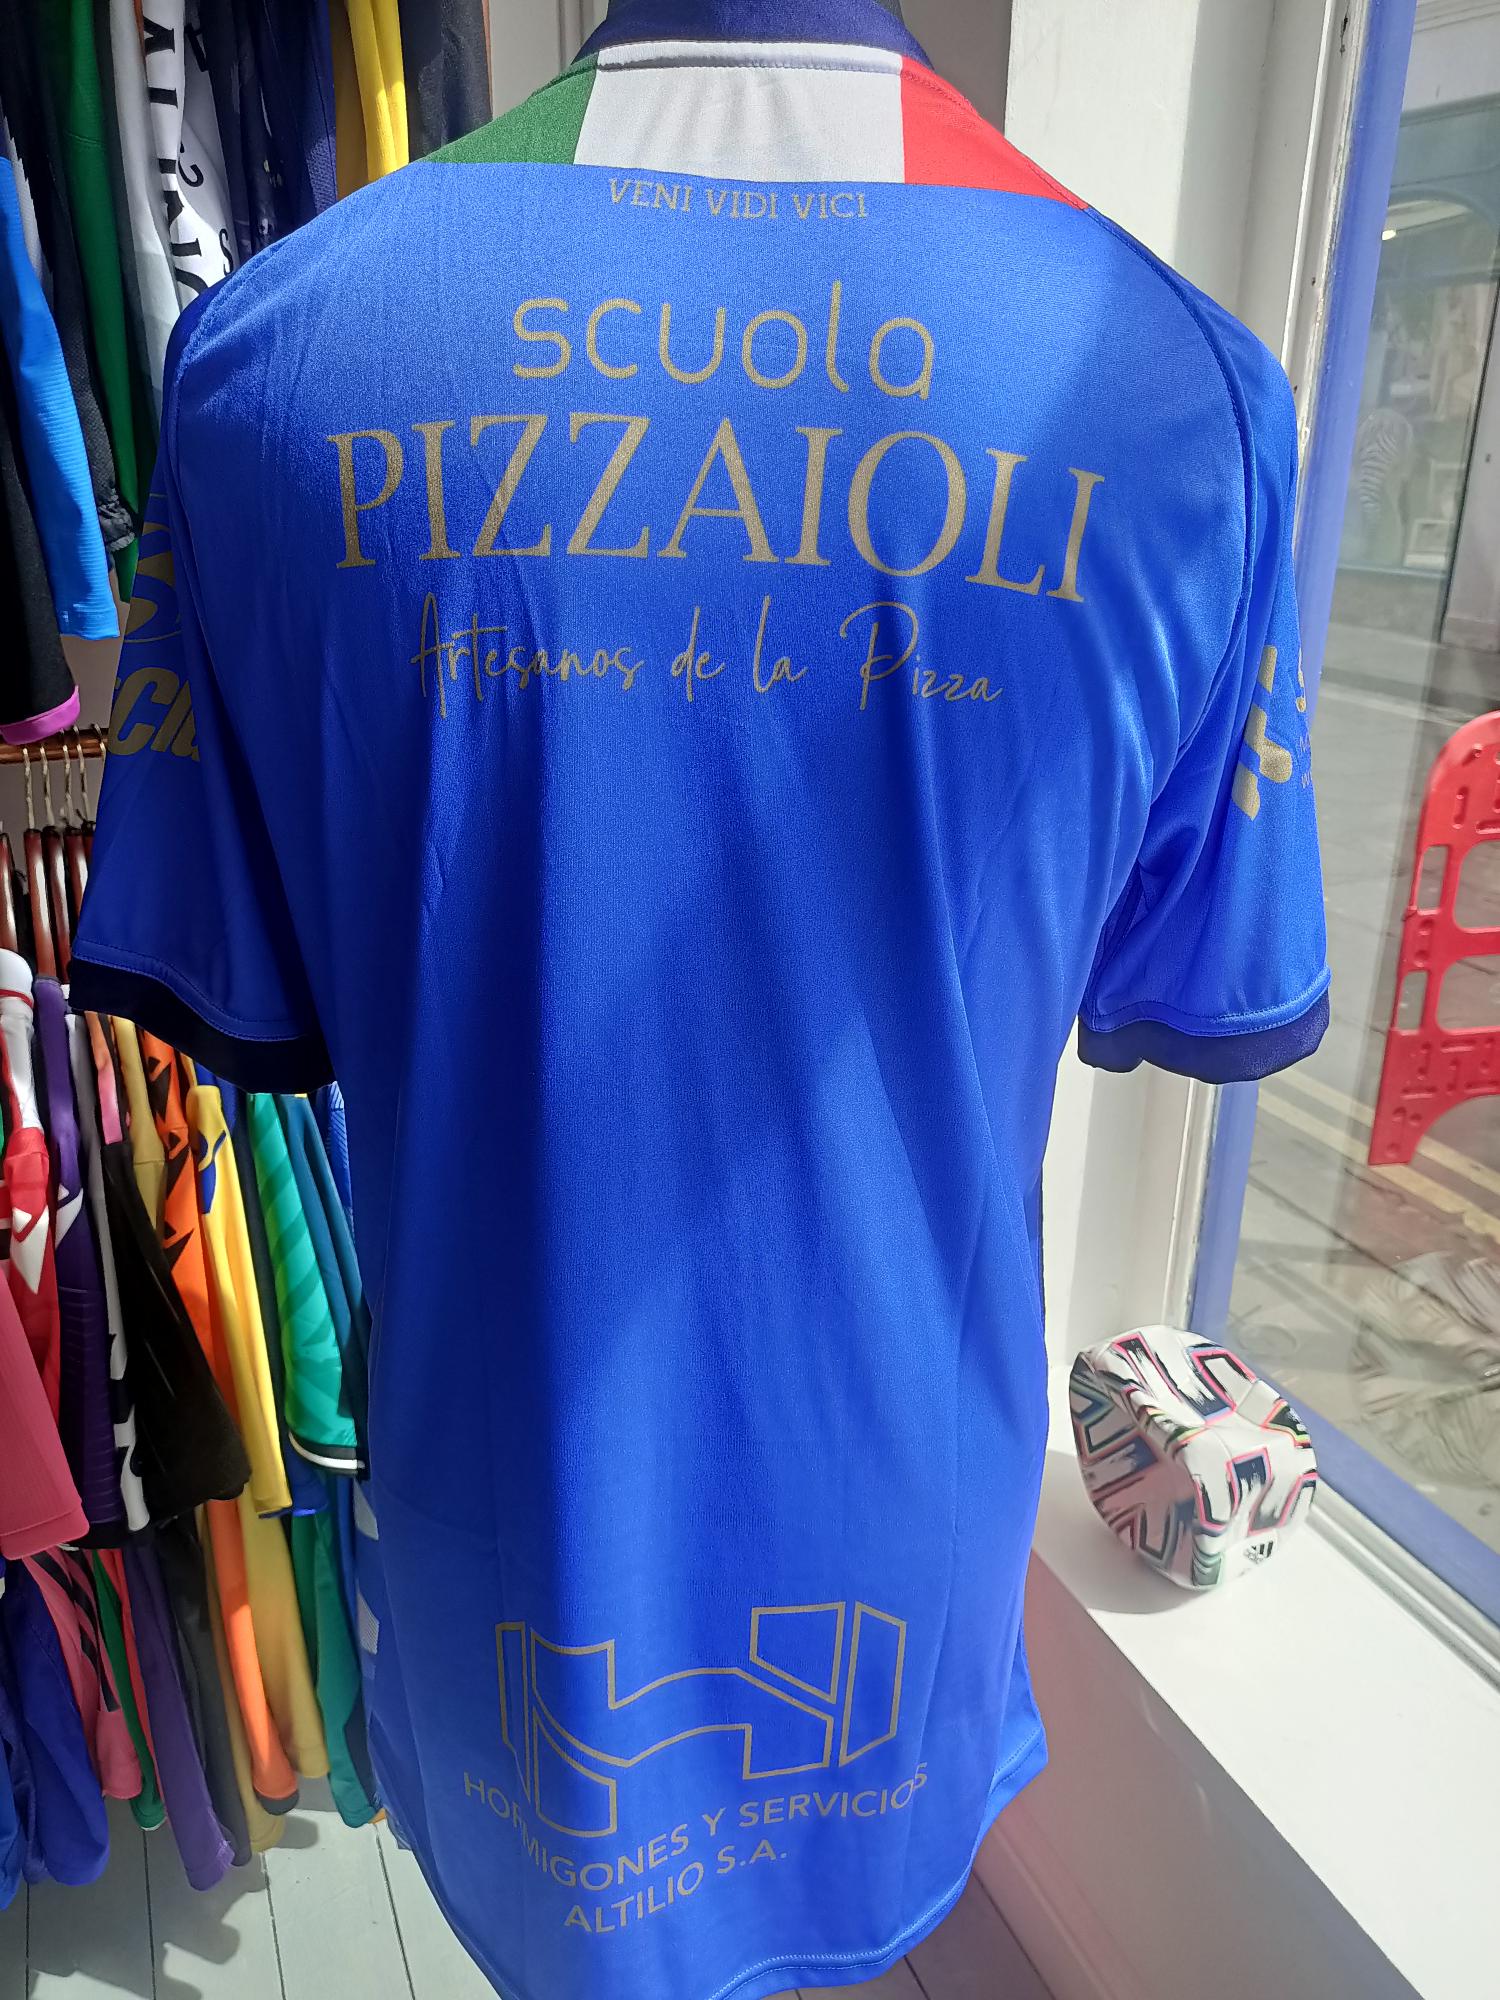 VENI VIDI VICI
scuola
PIZZAIOLI
Artesanos de la Pizza
HORMIGONES Y SERVICIOS
ALTILIO S.A.